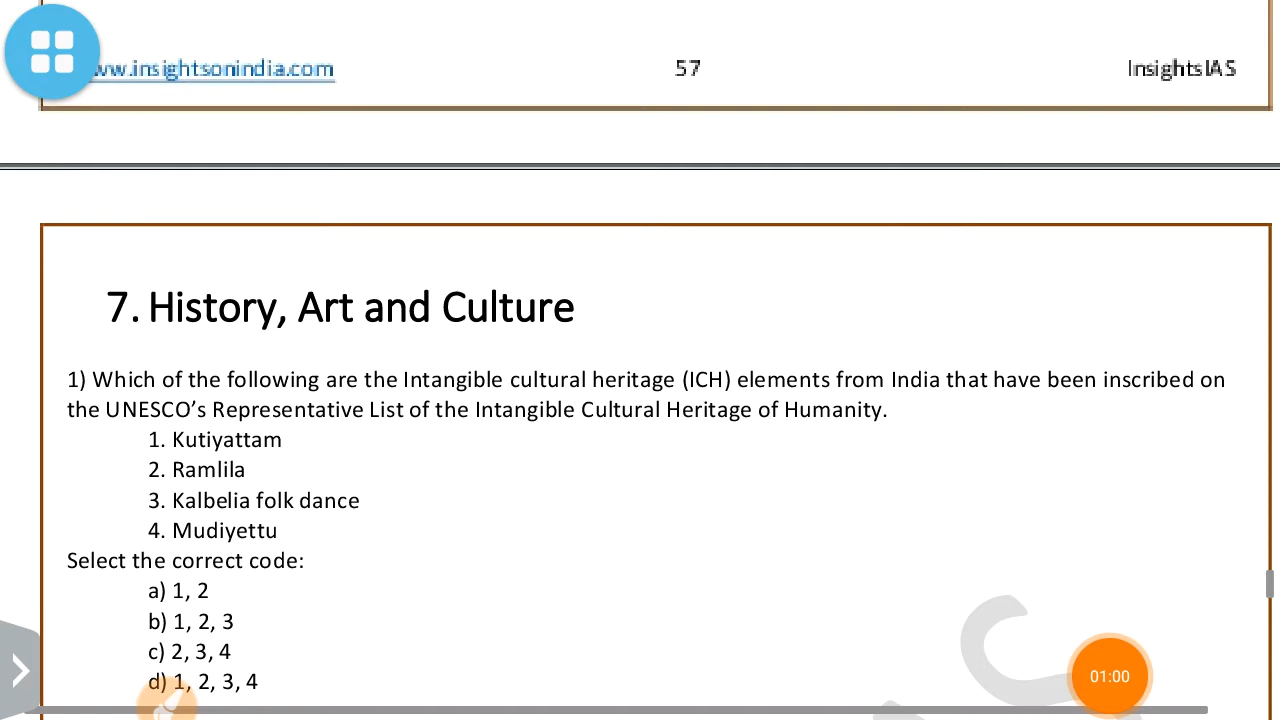 ww.insightsonindia.com 57 InsightsIAS
7. History, Art and Culture
1) Which of the following are the Intangible cultural heritage (ICH) elements from India that have been inscribed on
the UNESCO’s Representative List of the Intangible Cultural Heritage of Humanity.
1. Kutiyattam
2. Ramlila
3. Kalbelia folk dance
4. Mudiyettu
Select the correct code:
a) 1, 2
b) 1, 2, 3
c) 2, 3, 4
01:00
d) 1, 2, 3, 4